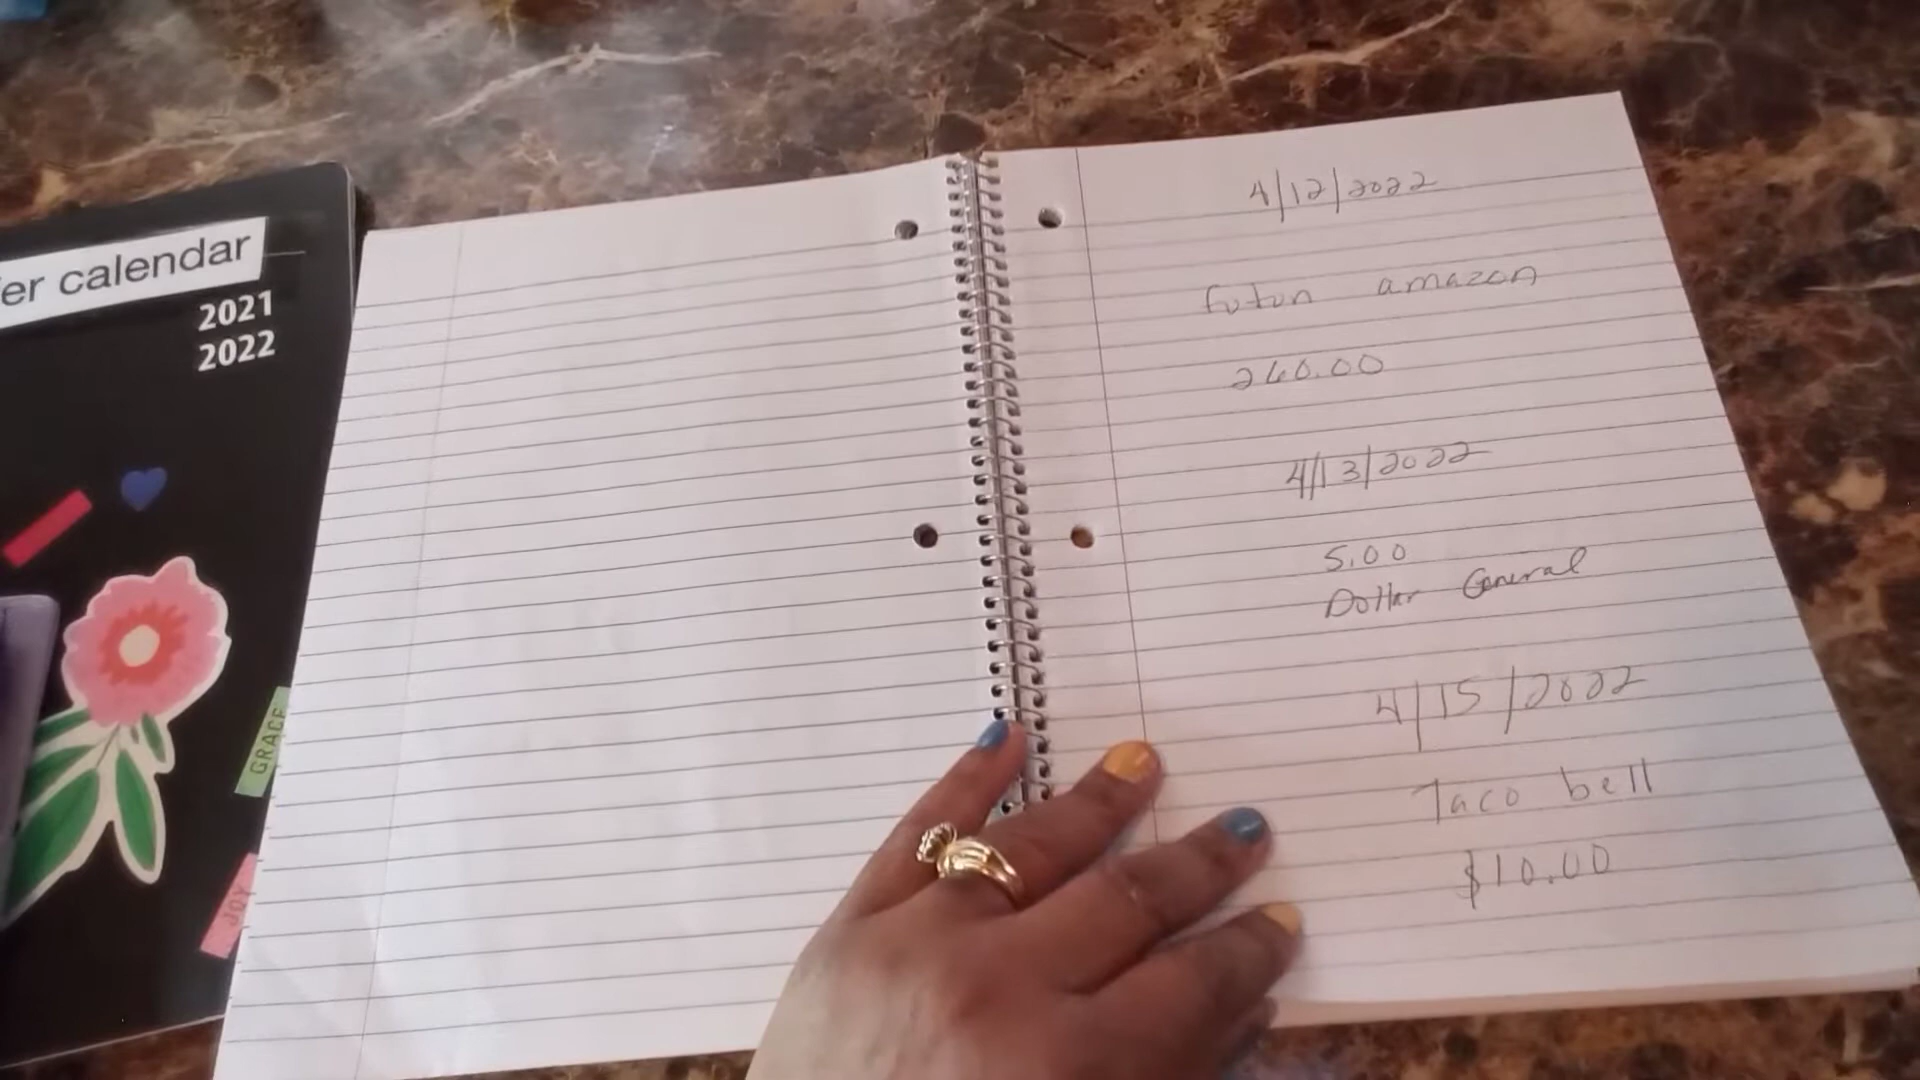 er calendar
2021
2022
GRACE
JOY
4/12/2022
futon amazon
260.00
4/13/2022
5.00
Dollar General
4/15/2022
Taco bell
$10.00